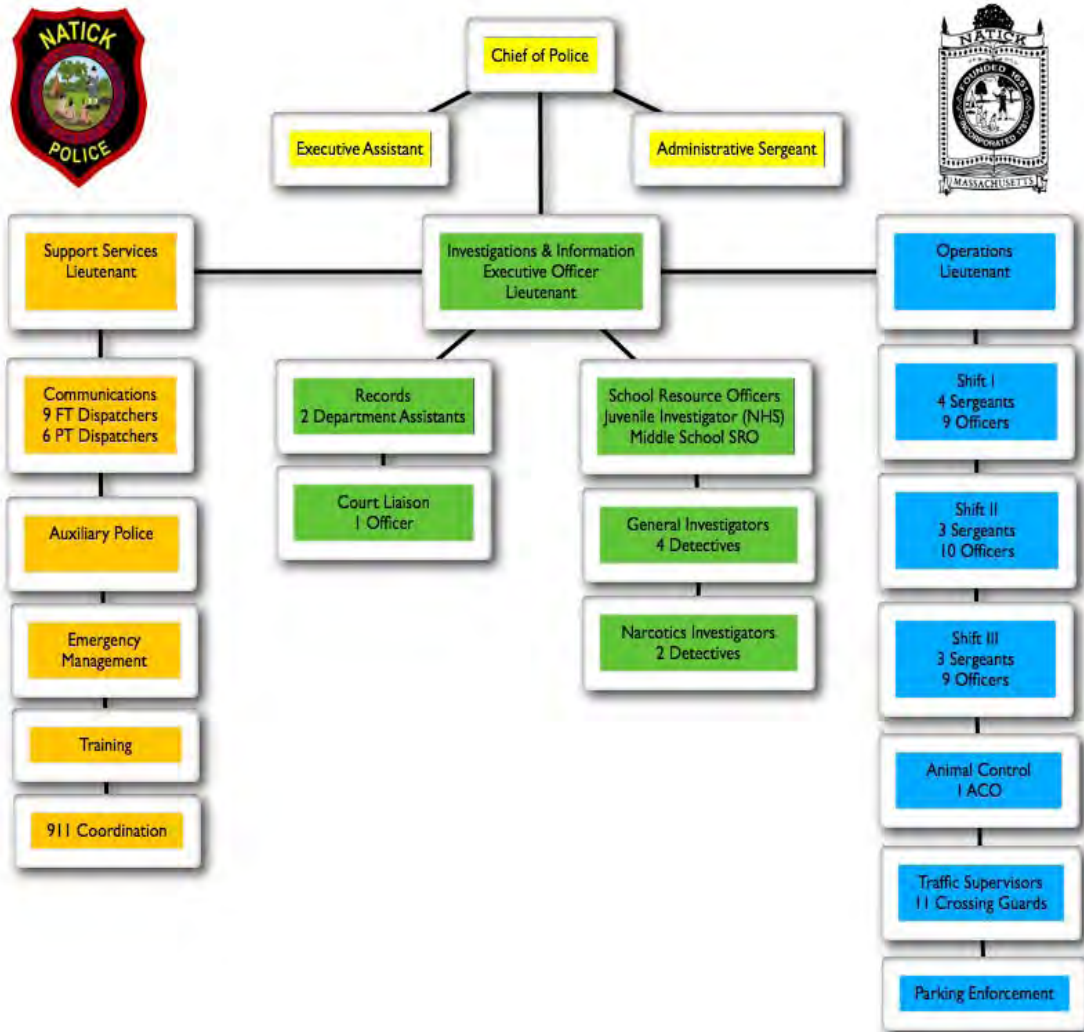 NATICK
POLICE
Chief of Police
NATICK
FOUNDED 1651
INCORPORATED 1781
MASSACHUSETTS
Executive Assistant
Administrative Sergeant
Support Services
Lieutenant
Investigations & Information
Executive Officer
Lieutenant
Operations
Lieutenant
Communications
9 FT Dispatchers
6 PT Dispatchers
Auxiliary Police
Emergency
Management
Training
911 Coordination
Records
2 Department Assistants
Court Liaison
1 Officer
School Resource Officers
Juvenile Investigator (NHS)
Middle School SRO
General Investigators
4 Detectives
Narcotics Investigators
2 Detectives
Shift I
4 Sergeants
9 Officers
Shift II
3 Sergeants
10 Officers
Shift III
3 Sergeants
9 Officers
Animal Control
1 ACO
Traffic Supervisors
11 Crossing Guards
Parking Enforcement